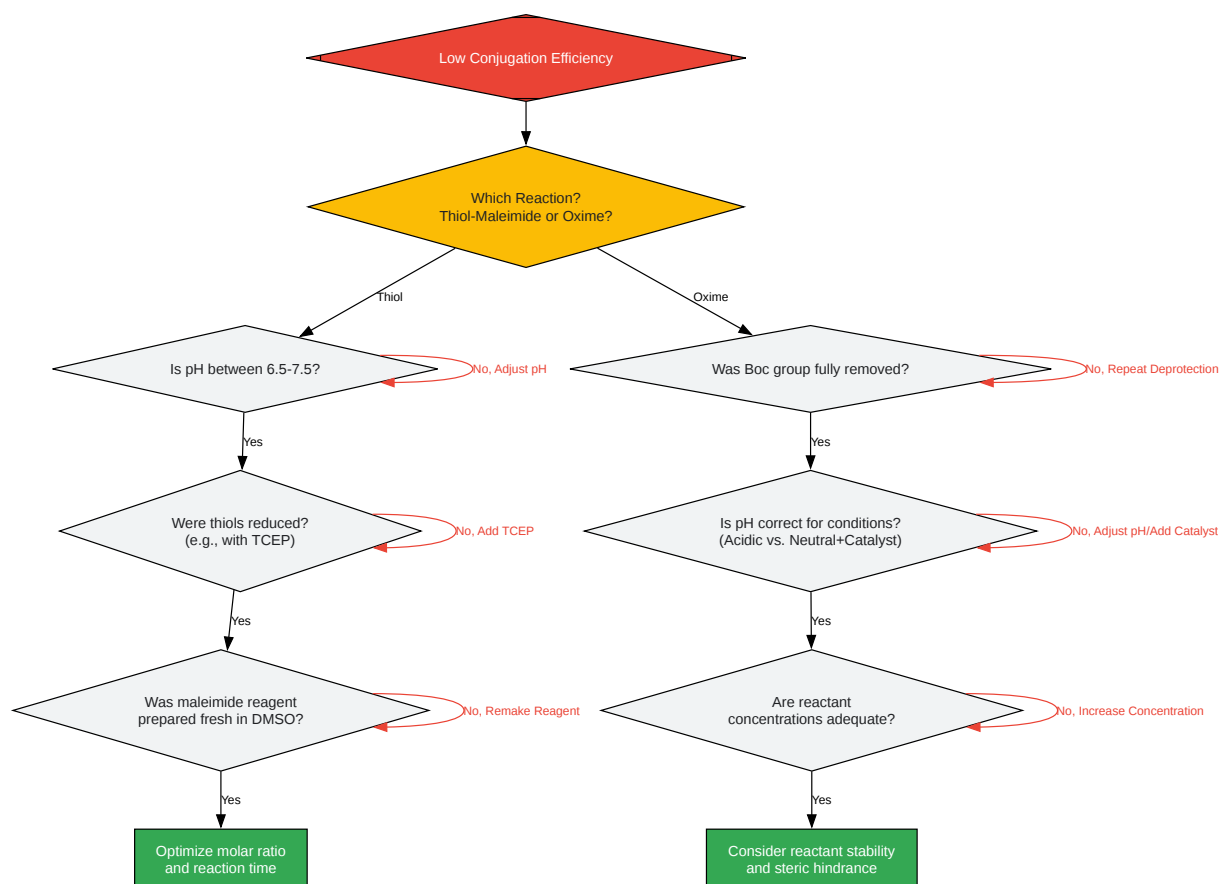 Low Conjugation Efficiency
Which Reaction?
Thiol-Maleimide or Oxime?
Thiol
Oxime
Is pH between 6.5-7.5?
No, Adjust pH
Was Boc group fully removed?
No, Repeat Deprotection
Yes
Yes
Were thiols reduced?
(e.g., with TCEP)
No, Add TCEP
Is pH correct for conditions?
(Acidic vs. Neutral+Catalyst)
No, Adjust pH/Add Catalyst
Yes
Yes
Was maleimide reagent
prepared fresh in DMSO?
No, Remake Reagent
Are reactant
concentrations adequate?
No, Increase Concentration
Yes
Yes
Optimize molar ratio
and reaction time
Consider reactant stability
and steric hindrance